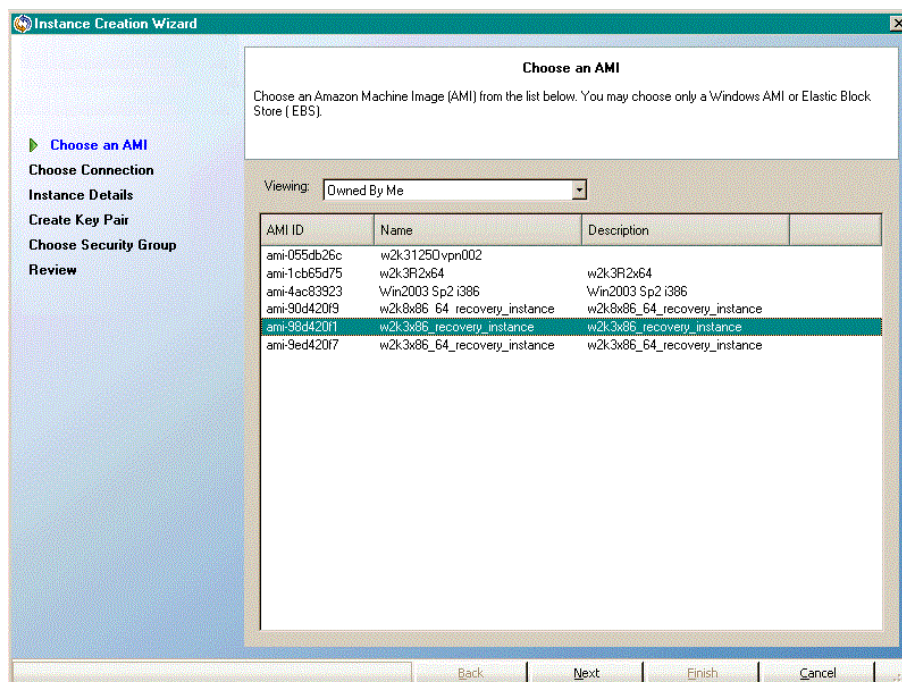 Instance Creation Wizard
Choose an AMI
Choose an Amazon Machine Image (AMI) from the list below. You may choose only a Windows AMI or Elastic Block
Store ( EBS).
Choose an AMI
Choose Connection
Instance Details
Create Key Pair
Choose Security Group
Review
Viewing: Owned By Me
AMI ID Name Description
ami-055db26c w2k31250vpn002
ami-1cb65d75 w2k3R2x64 w2k3R2x64
ami-4ac83923 Win2003 Sp2 i386 Win2003 Sp2 i386
ami-90d420f9 w2k8x86_64_recovery_instance w2k8x86_64_recovery_instance
ami-98d420f1 w2k3x86_recovery_instance w2k3x86_recovery_instance
ami-9ed420f7 w2k3x86_64_recovery_instance w2k3x86_64_recovery_instance
Back Next Finish Cancel